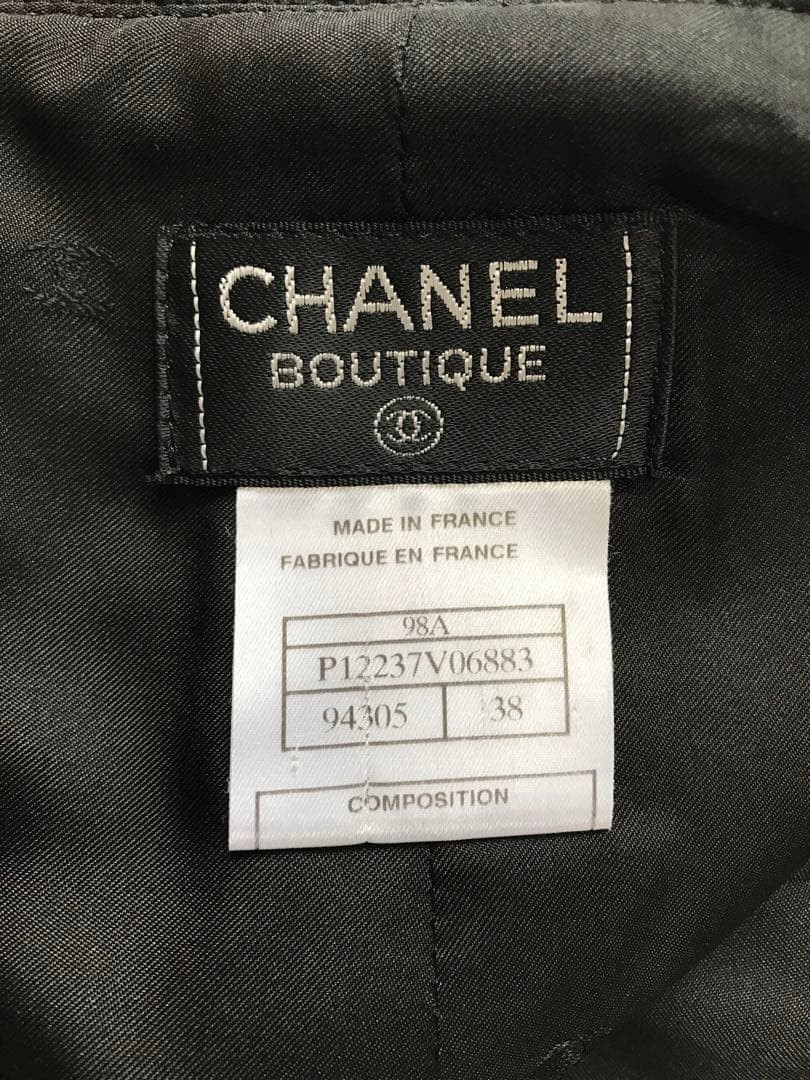 CHANEL
BOUTIQUE
MADE IN FRANCE
FABRIQUE EN FRANCE
98A
P12237V06883
94305 38
COMPOSITION